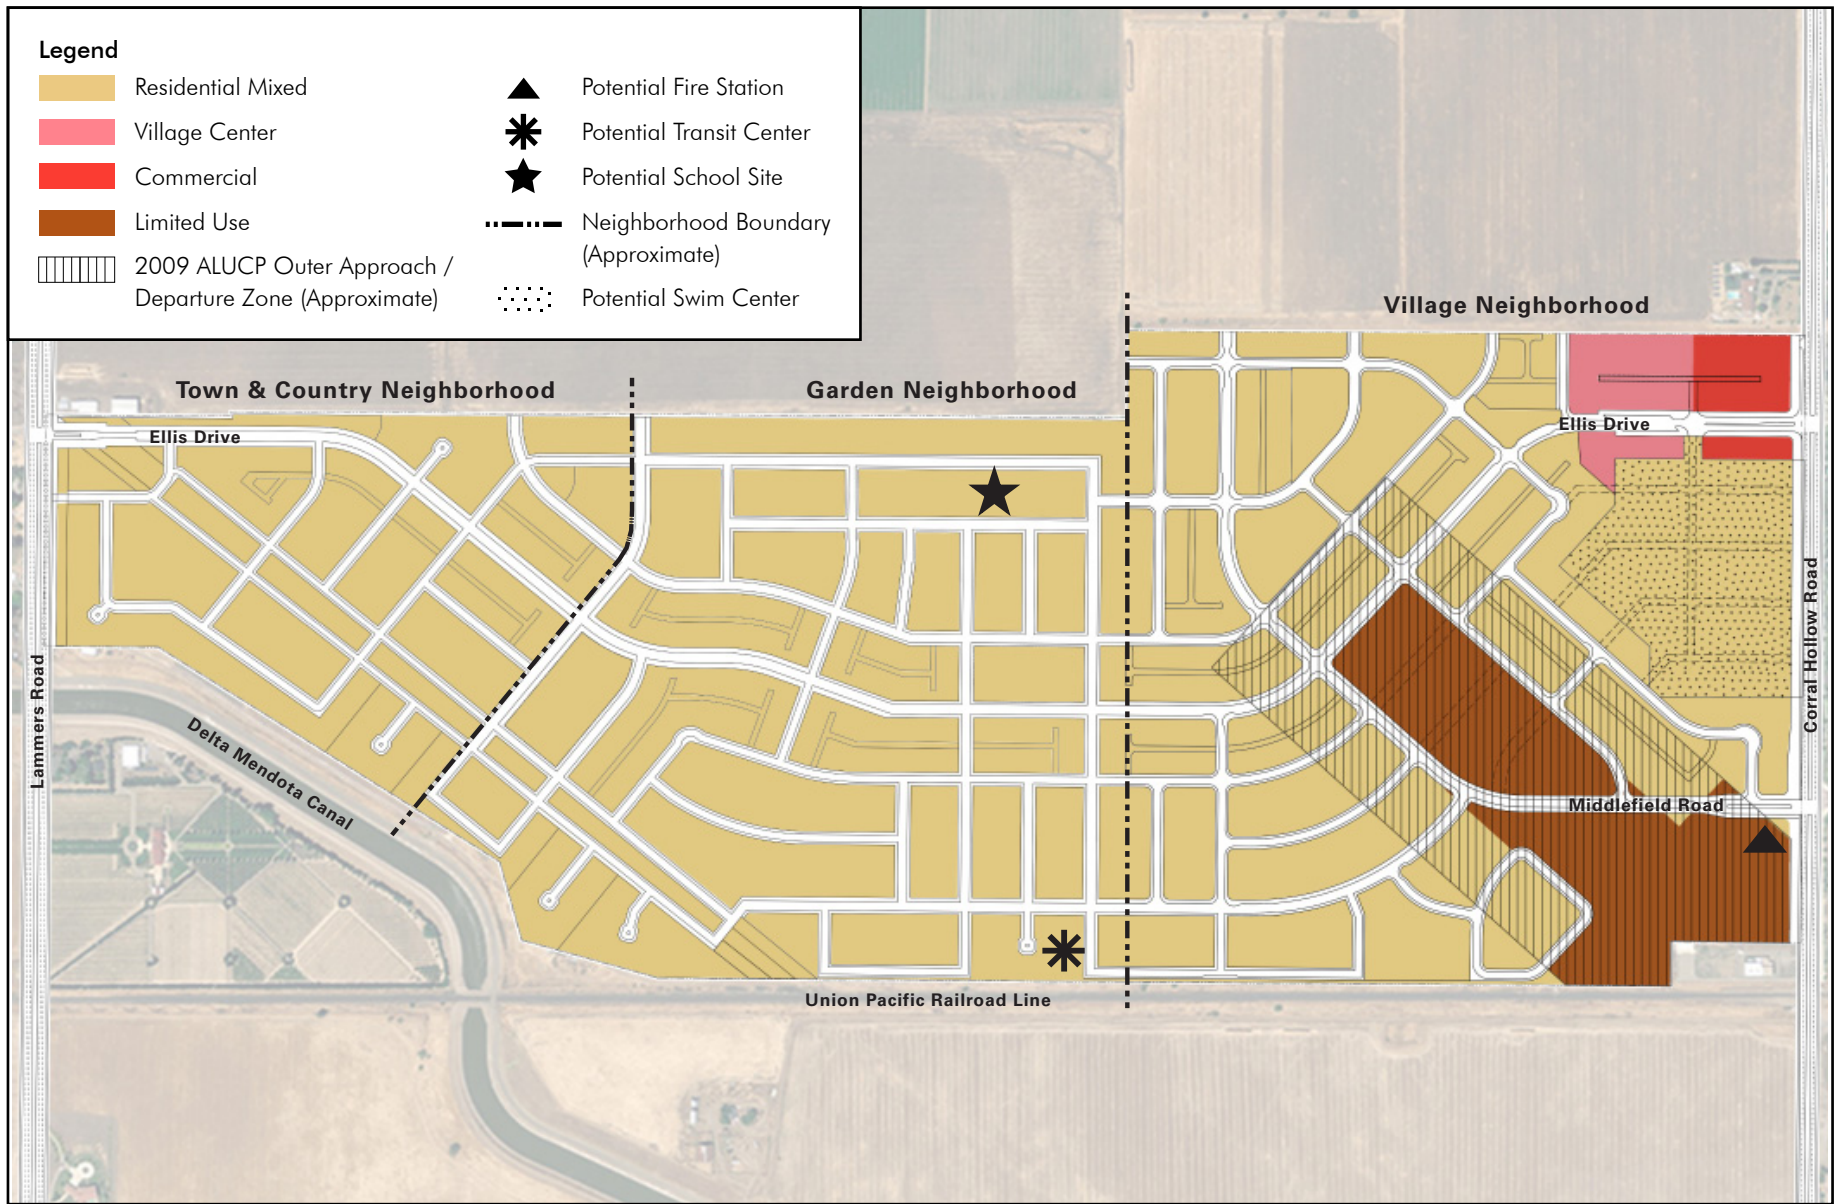 Legend
Residential Mixed
Village Center
Commercial
Limited Use
2009 ALUCP Outer Approach /
Departure Zone (Approximate)
Potential Fire Station
Potential Transit Center
Potential School Site
Neighborhood Boundary
(Approximate)
Potential Swim Center
Village Neighborhood
Town & Country Neighborhood
Garden Neighborhood
Ellis Drive
Ellis Drive
Lammers Road
Corral Hollow Road
Delta Mendota Canal
Middlefield Road
Union Pacific Railroad Line